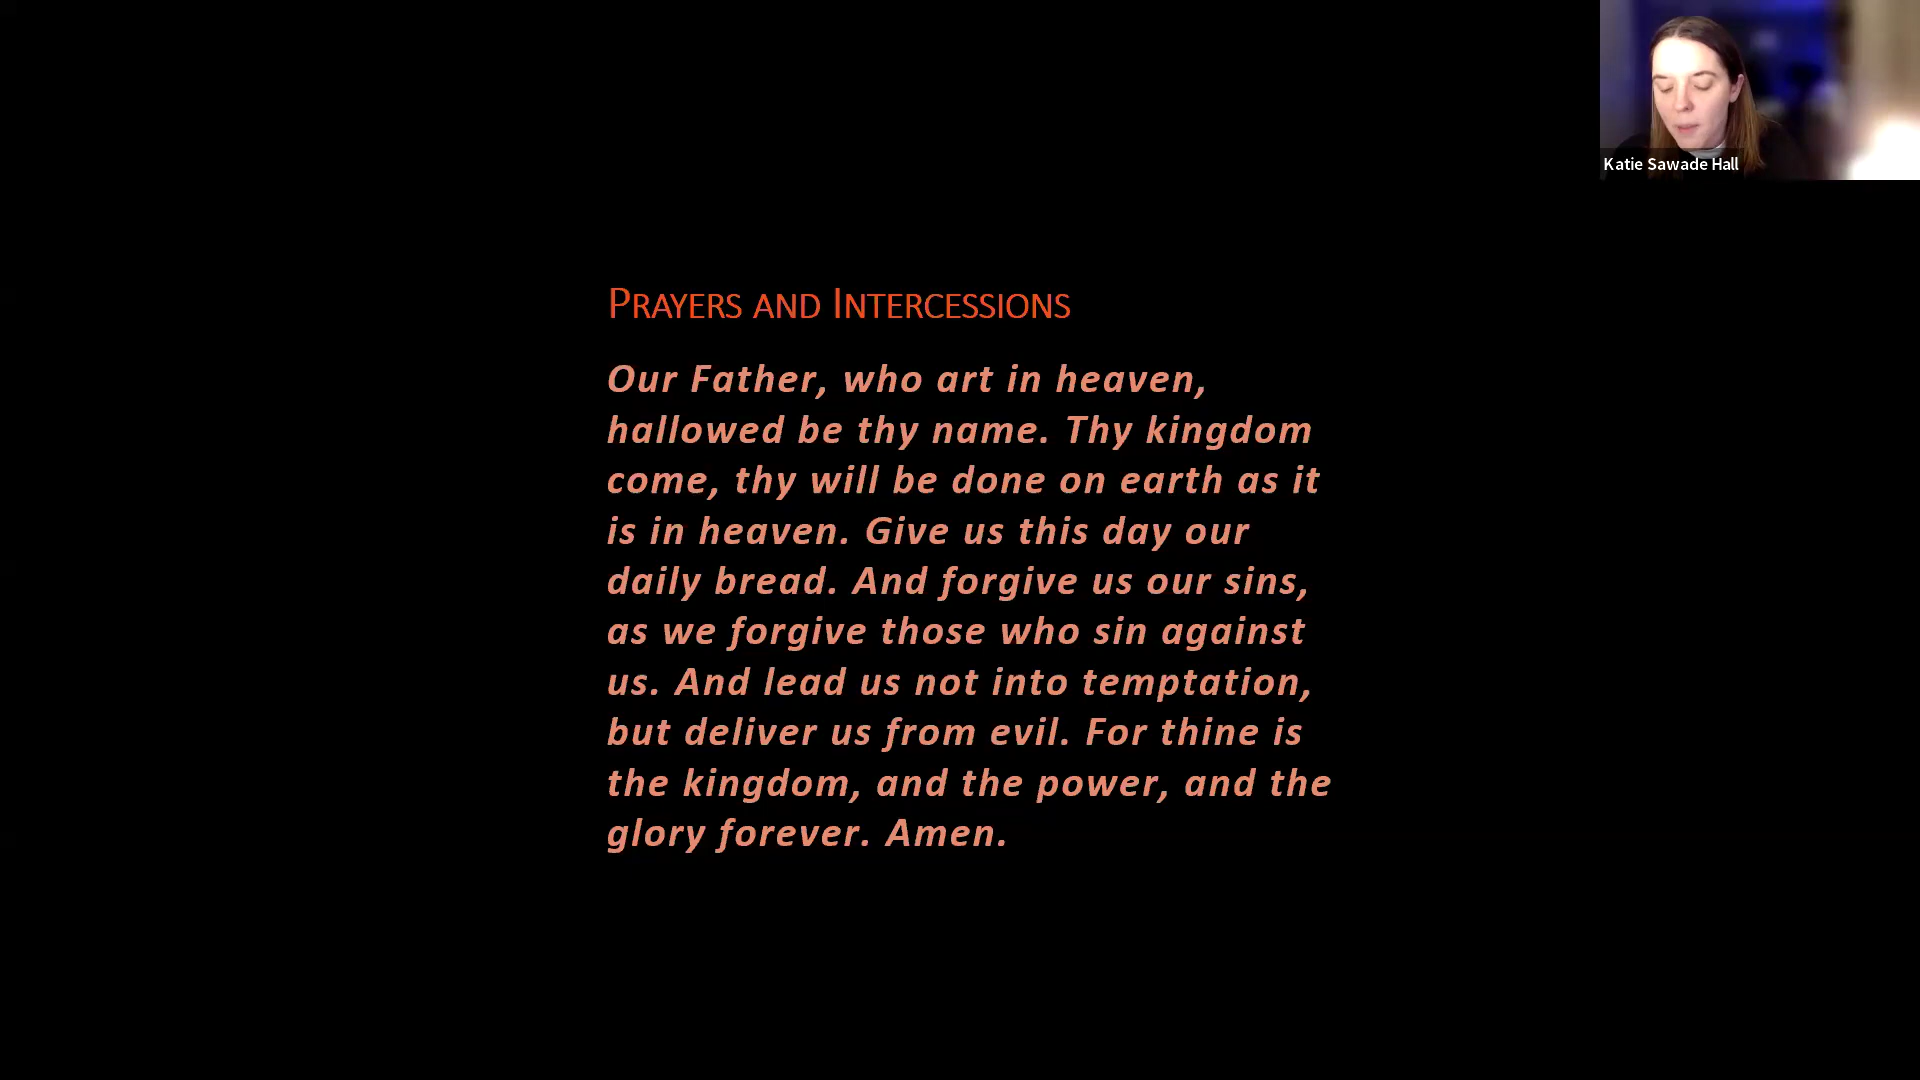 Katie Sawade Hall
Prayers and Intercessions
Our Father, who art in heaven,
hallowed be thy name. Thy kingdom
come, thy will be done on earth as it
is in heaven. Give us this day our
daily bread. And forgive us our sins,
as we forgive those who sin against
us. And lead us not into temptation,
but deliver us from evil. For thine is
the kingdom, and the power, and the
glory forever. Amen.